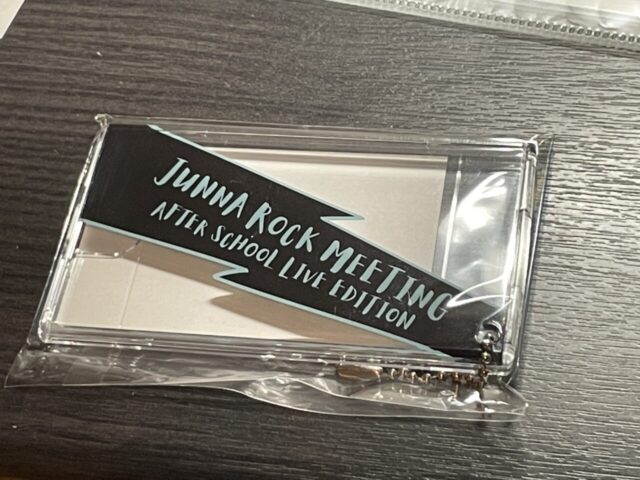 JUNNA ROCK MEETING
AFTER SCHOOL LIVE EDITION